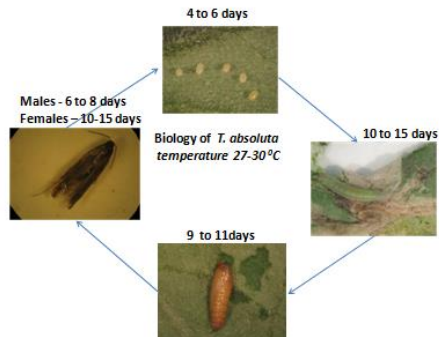 4 to 6 days
Males - 6 to 8 days
Females – 10-15 days
Biology of T. absoluta
temperature 27-30⁰C
10 to 15 days
9 to 11days